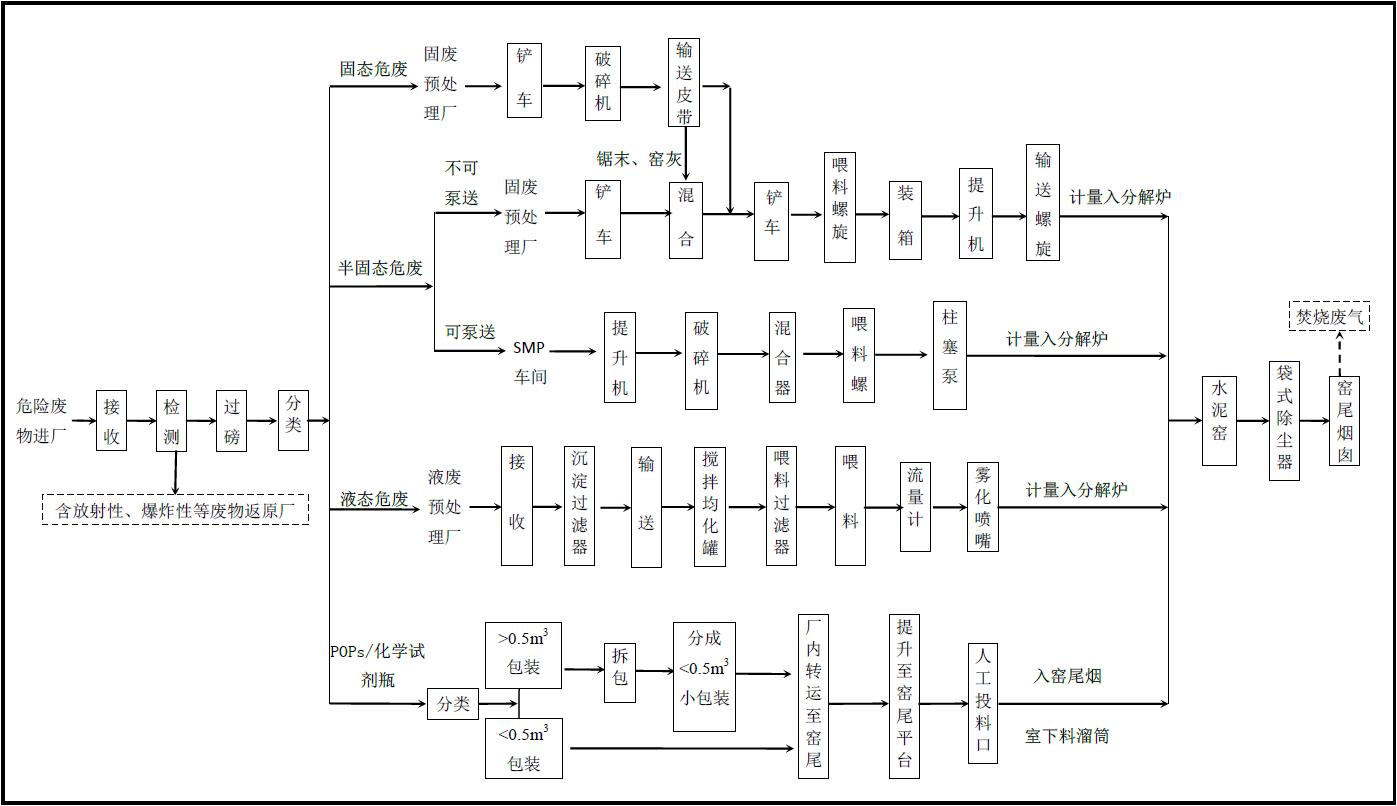 固态危废
固废
预处
理厂
铲车
破碎机
输送皮带
锯末、窑灰
不可
泵送
固废
预处
理厂
铲车
混合
铲车
喂料螺旋
装箱
提升机
输送螺旋
计量入分解炉
半固态危废
可泵送
SMP
车间
提升机
破碎机
混合器
喂料螺
柱塞泵
计量入分解炉
危险废
物进厂
接收
检测
过磅
分类
含放射性、爆炸性等废物返原厂
液态危废
液废
预处
理厂
接收
沉淀过滤器
输送
搅拌均化罐
喂料过滤器
喂料
流量计
雾化喷嘴
计量入分解炉
POPs/化学试
剂瓶
分类
>0.5m³
包装
拆包
分成
<0.5m³
小包装
<0.5m³
包装
厂内转运至窑尾
提升至窑尾平台
人工投料口
入窑尾烟
室下料溜筒
水泥窑
袋式除尘器
窑尾烟囱
焚烧废气